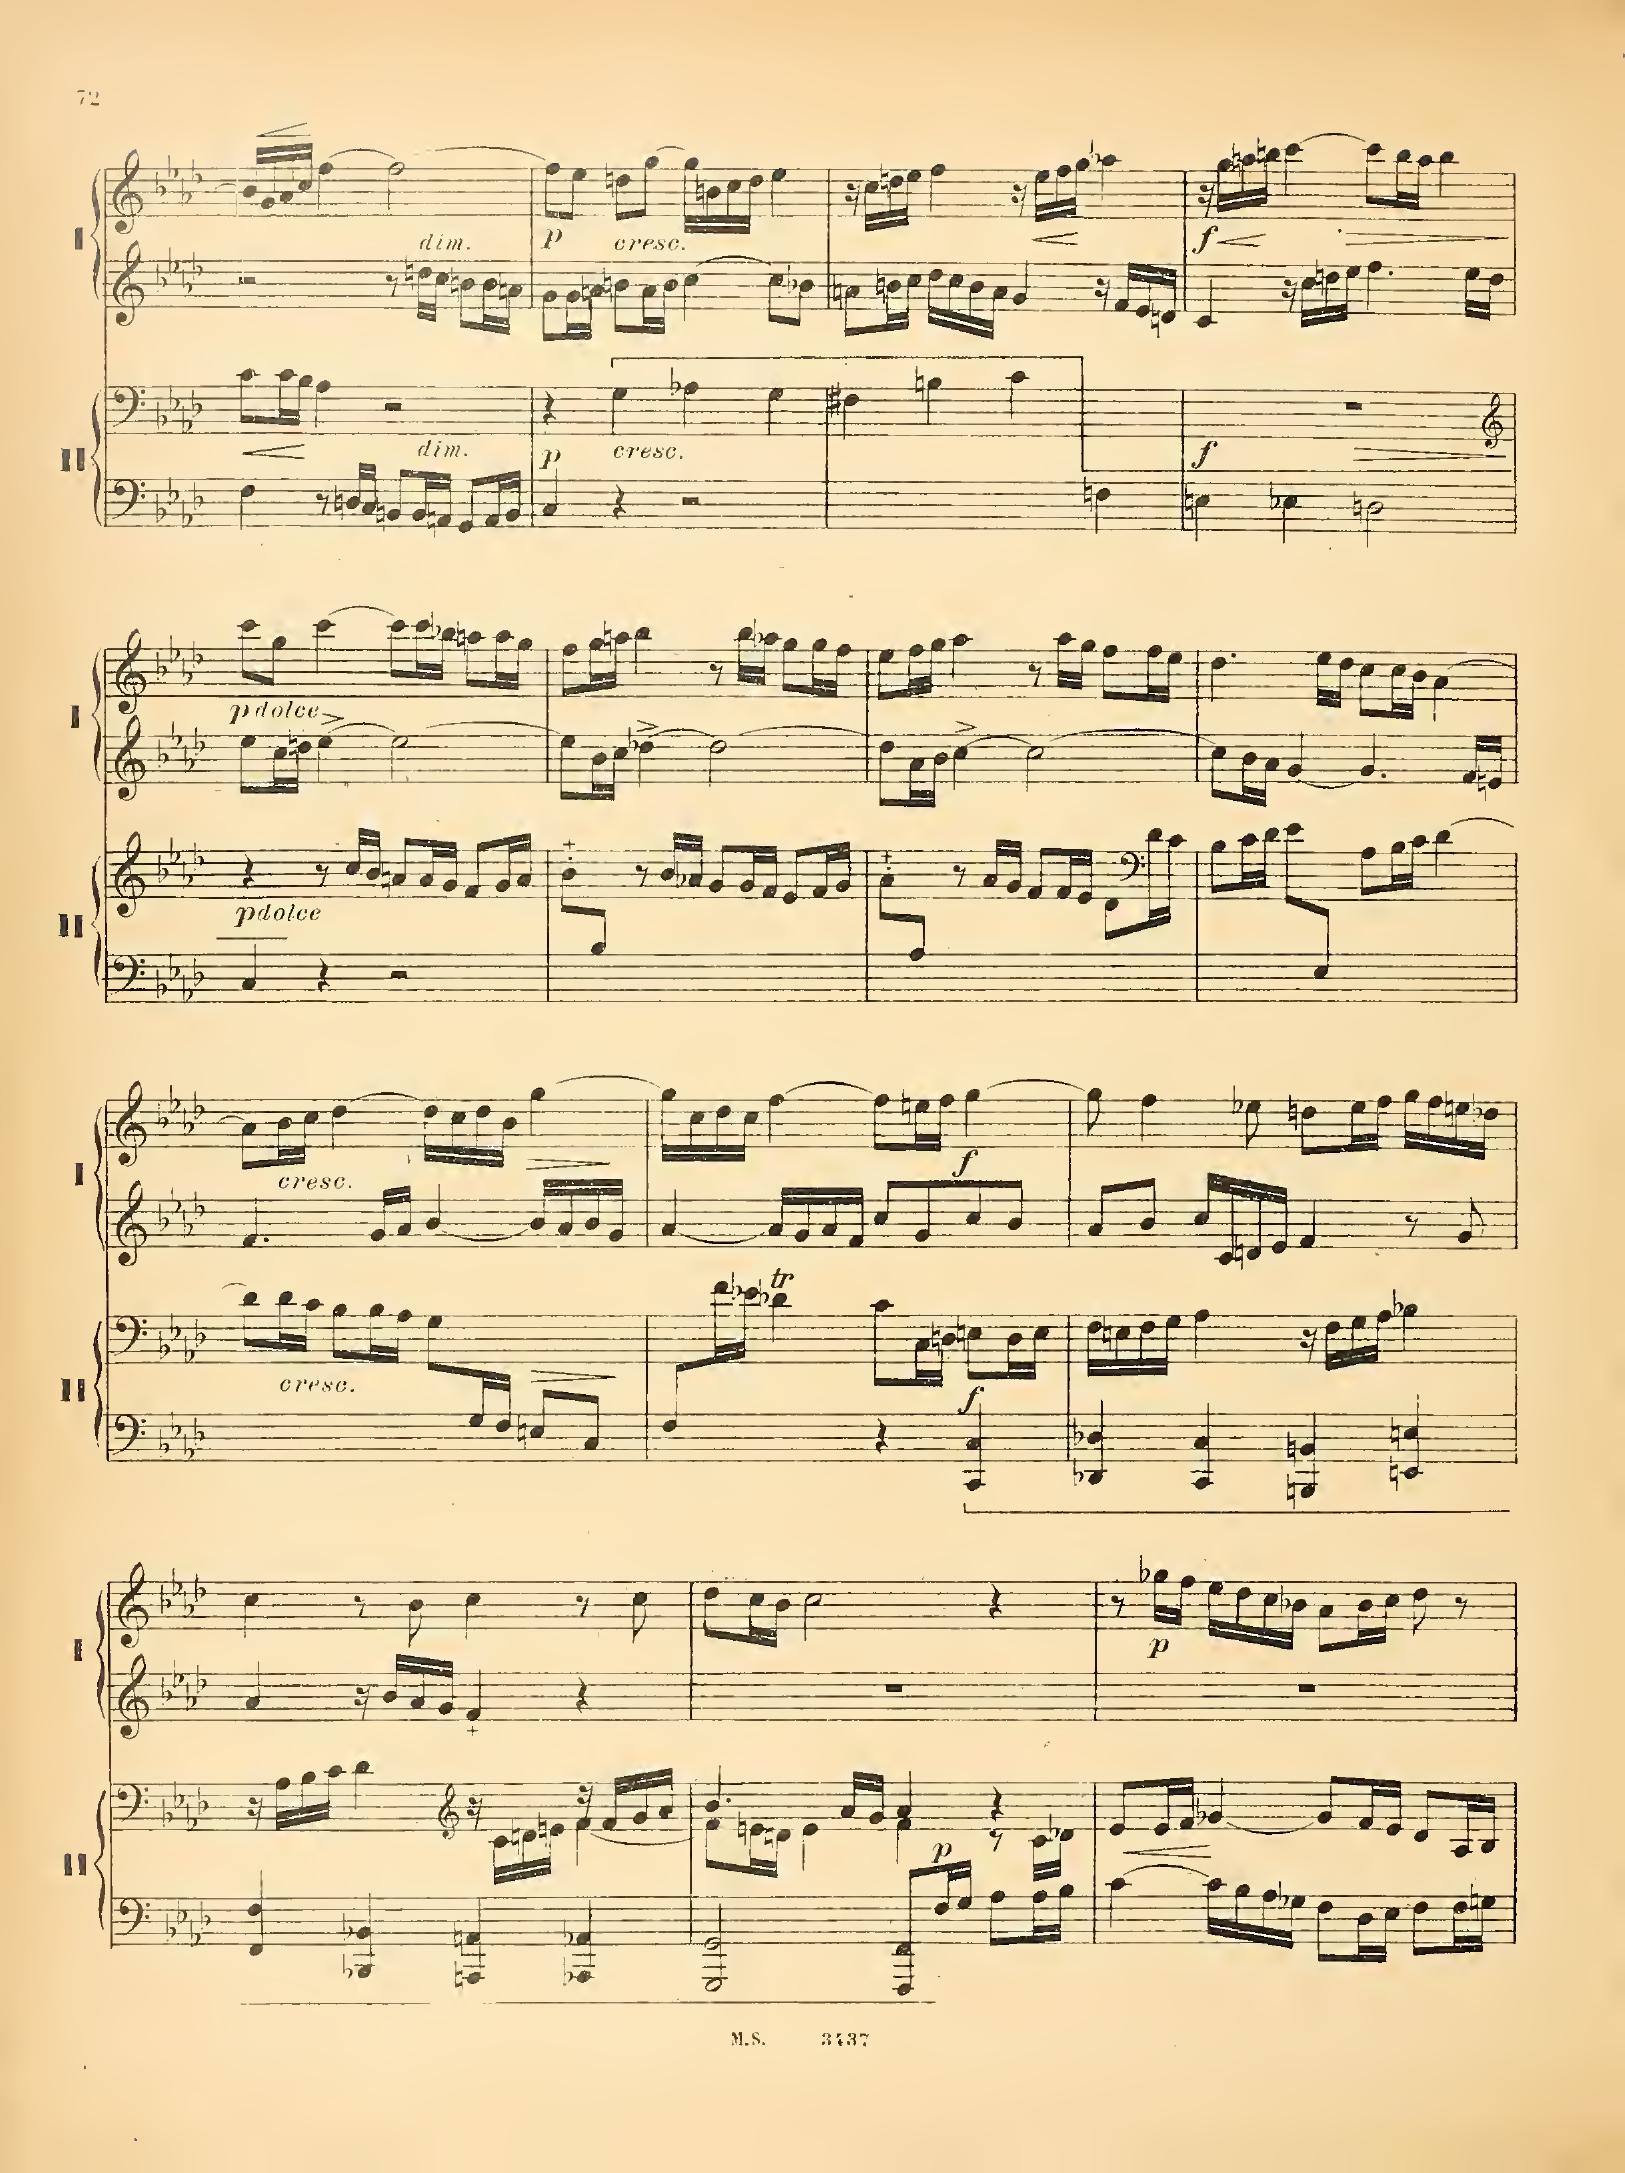 72
I
dim.
p cresc.
f
II
dim.
p cresc.
f
I
p dolce
II
p dolce
I
cresc.
f
tr
II
cresc.
f
I
p
II
p
M.S. 3437